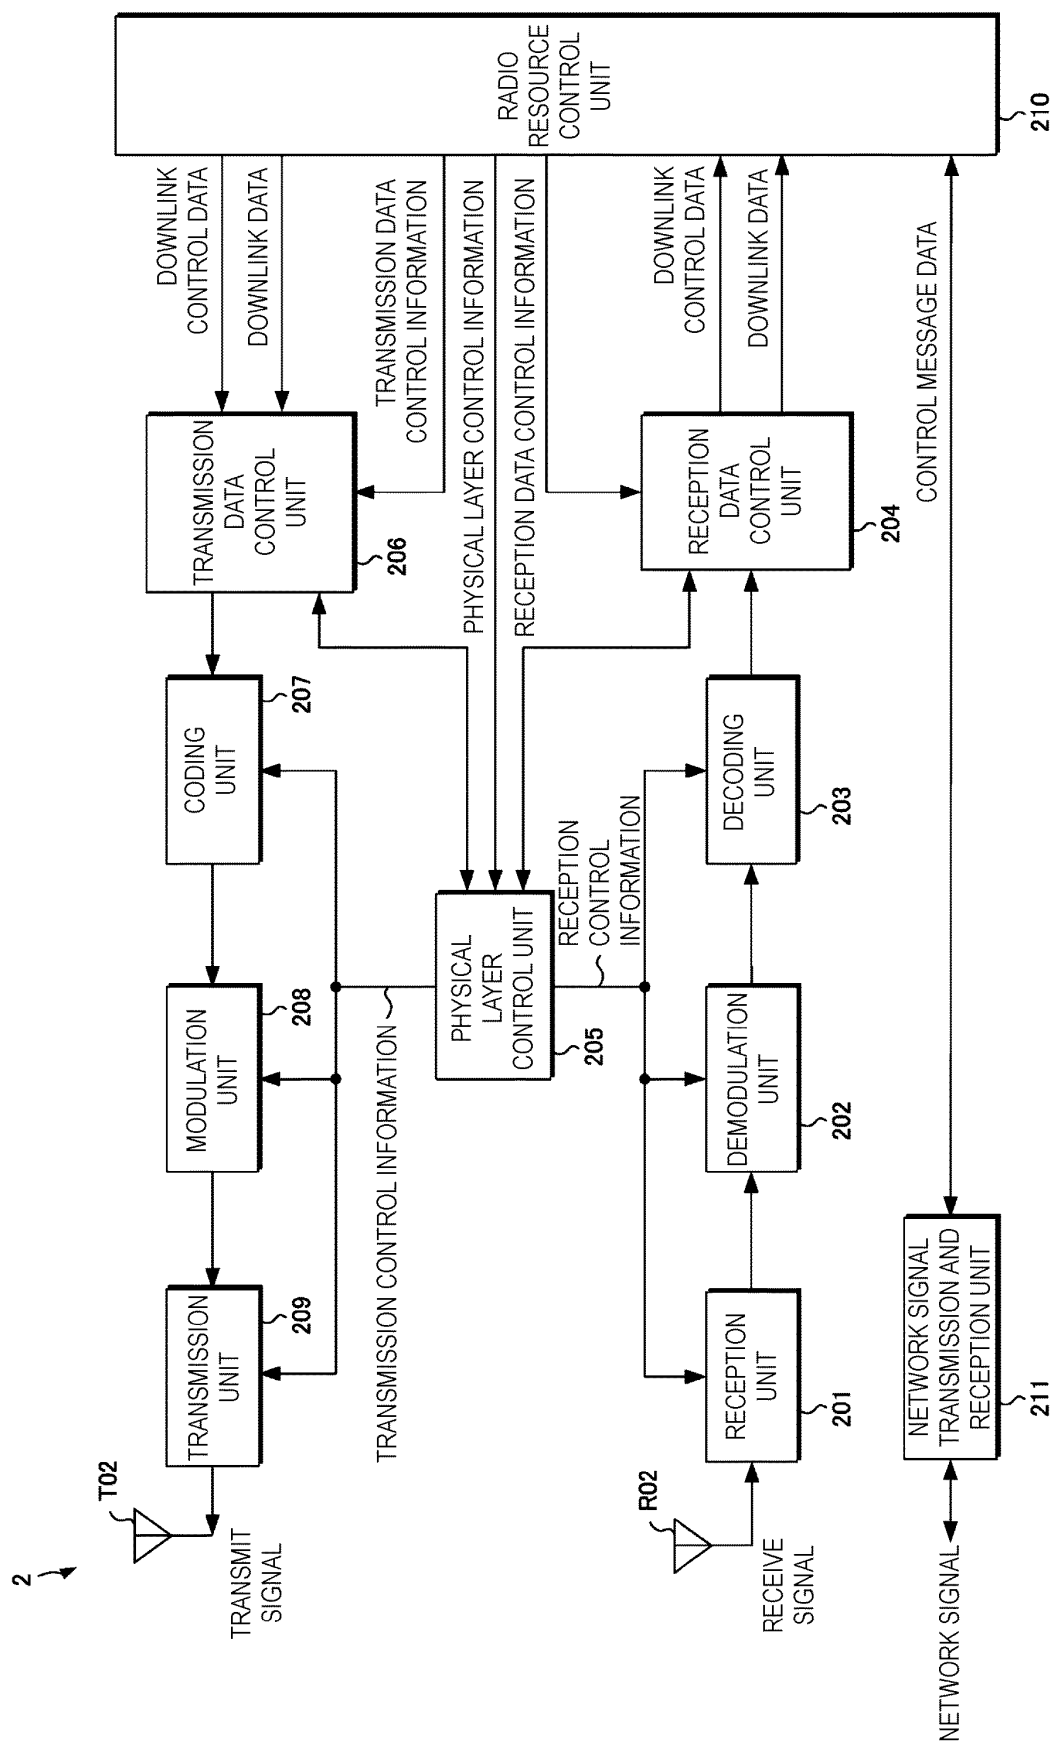 2
T02
TRANSMIT
SIGNAL
TRANSMISSION
UNIT
209
MODULATION
UNIT
208
CODING
UNIT
207
TRANSMISSION
DATA
CONTROL
UNIT
206
DOWNLINK
CONTROL DATA
DOWNLINK DATA
TRANSMISSION DATA
CONTROL INFORMATION
PHYSICAL LAYER CONTROL INFORMATION
RECEPTION DATA CONTROL INFORMATION
TRANSMISSION CONTROL INFORMATION
PHYSICAL
LAYER
CONTROL UNIT
205
RECEPTION
CONTROL
INFORMATION
RADIO
RESOURCE
CONTROL
UNIT
210
R02
RECEIVE
SIGNAL
RECEPTION
UNIT
201
DEMODULATION
UNIT
202
DECODING
UNIT
203
RECEPTION
DATA
CONTROL
UNIT
204
DOWNLINK
CONTROL DATA
DOWNLINK DATA
NETWORK SIGNAL
NETWORK SIGNAL
TRANSMISSION AND
RECEPTION UNIT
211
CONTROL MESSAGE DATA